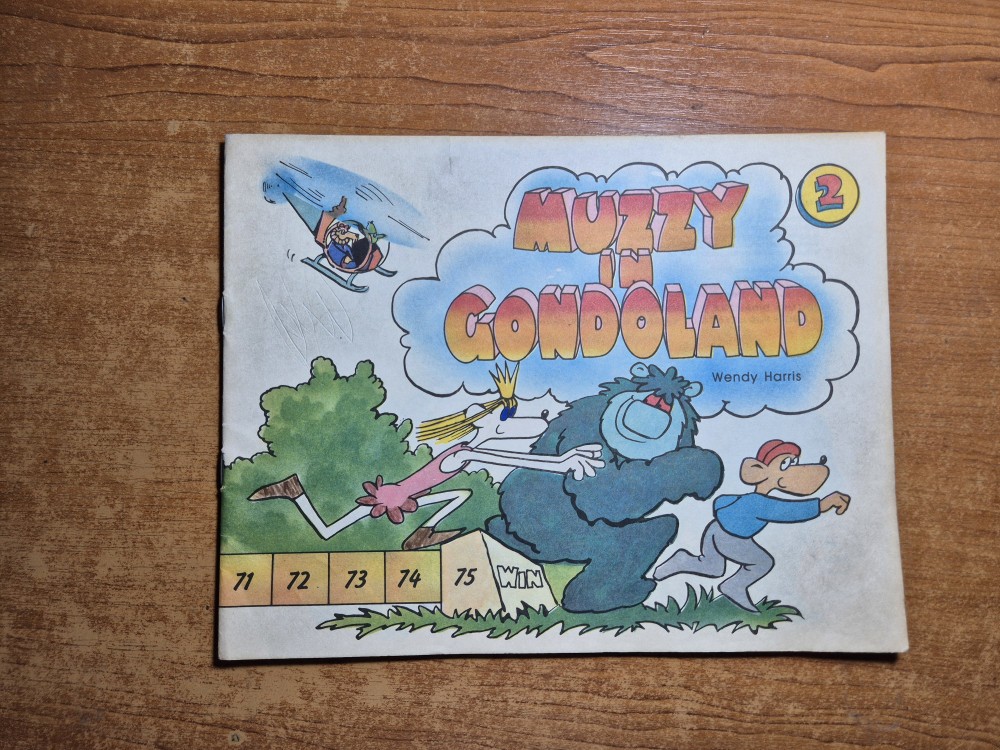 2
MUZZY
IN
GONDOLAND
Wendy Harris
71 72 73 74 75 WIN